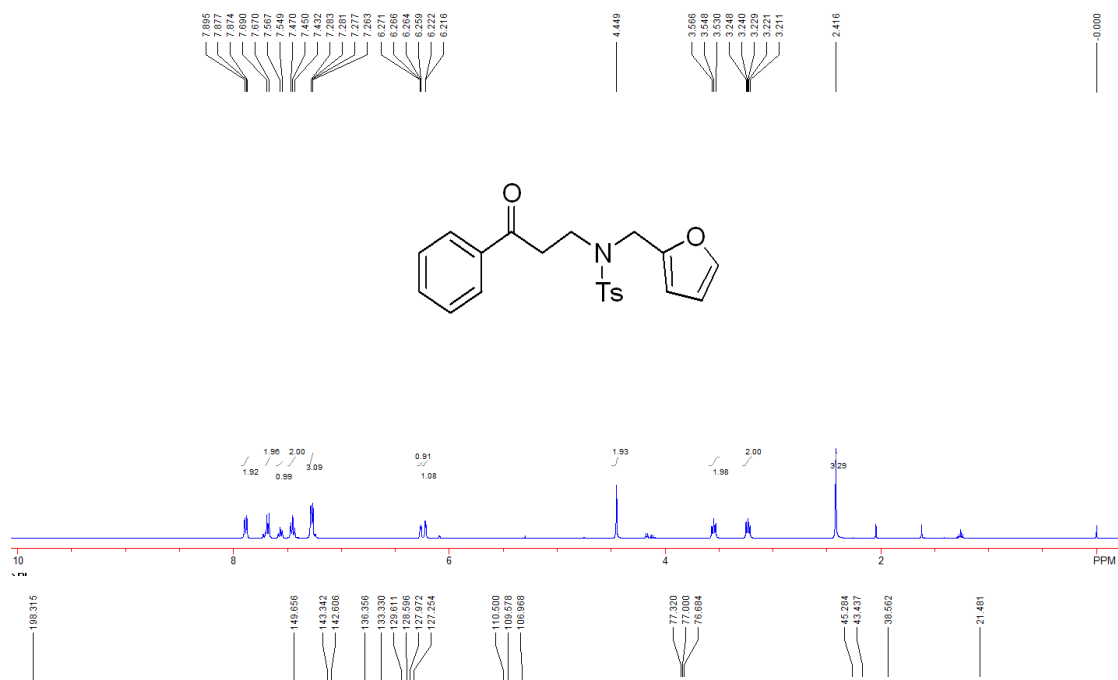 7.895 7.877 7.874 7.690 7.670 7.567 7.549 7.470 7.450 7.432 7.283 7.281 7.277 7.263 6.271 6.266 6.264 6.259 6.222 6.216 4.449 3.566 3.548 3.530 3.248 3.240 3.229 3.221 3.211 2.416 -0.000
O
N
O
Ts
1.92 1.96 0.99 2.00 3.09 0.91 1.08 1.93 1.98 2.00 3.29
10 8 6 4 2 PPM
198.315 149.656 143.342 142.606 136.356 133.330 129.611 128.596 127.972 127.254 110.500 109.578 106.968 77.320 77.000 76.684 45.284 43.437 38.562 21.481